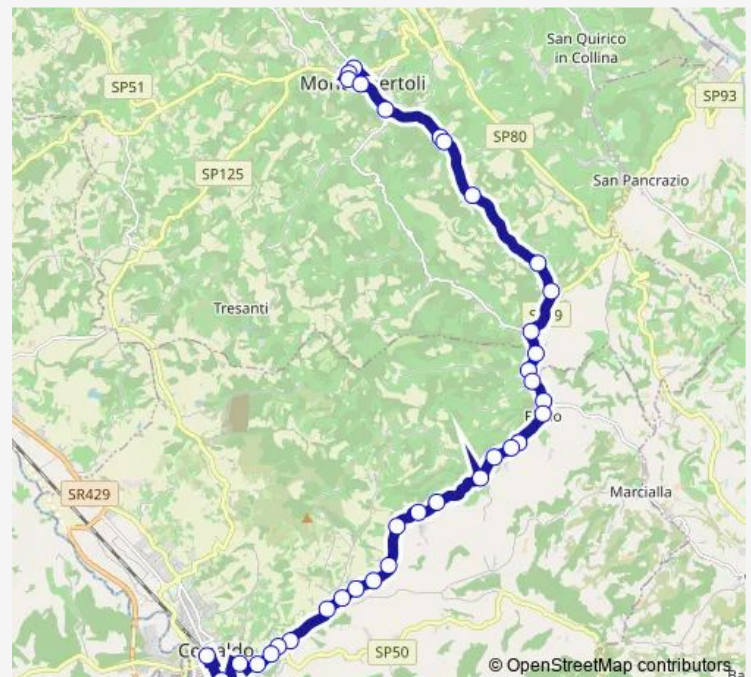 San Quirico
in Collina
SP51
SP93
SP80
SP125
San Pancrazio
Tresanti
SR429
Marcialla
SP50
© OpenStreetMap contributors